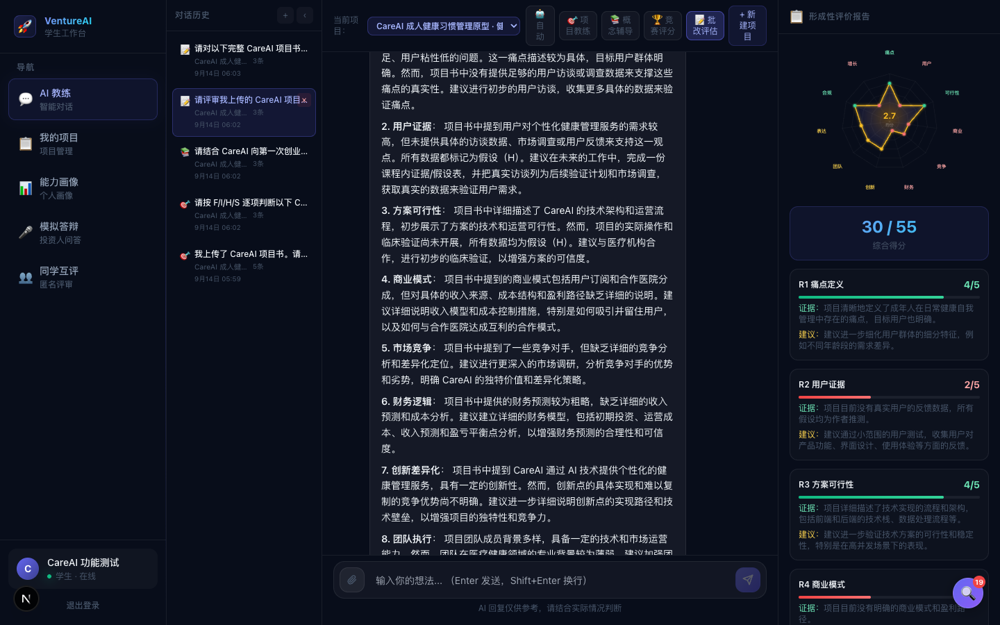 VentureAI
学生工作台
导航
AI 教练
智能对话
我的项目
项目管理
能力画像
个人画像
模拟答辩
投资人问答
同学互评
匿名评审
C
CareAI 功能测试
学生 · 在线
N
退出登录
对话历史
+
‹
请对以下完整 CareAI 项目书...
CareAI 成人健... 3条
9月14日 06:03
请评审我上传的 CareAI 项目...
CareAI 成人健... 3条
9月14日 06:02
请结合 CareAI 向第一次创业...
CareAI 成人健... 3条
9月14日 06:02
请按 F/I/H/S 逐项判断以下 C...
CareAI 成人健... 3条
9月14日 06:02
我上传了 CareAI 项目书。请...
CareAI 成人健... 5条
9月14日 05:59
当前项
目:
CareAI 成人健康习惯管理原型 · 健
自
动
项
目教练
概
念辅导
竞
赛评分
批
改评估
+ 新
建项
目
足、用户粘性低的问题。这一痛点描述较为具体，目标用户群体明
确。然而，项目书中没有提供足够的用户访谈或调查数据来支撑这些
痛点的真实性。建议进行初步的用户访谈，收集更多具体的数据来验
证痛点。
2. 用户证据： 项目书中提到用户对个性化健康管理服务的需求较
高，但未提供具体的访谈数据、市场调查或用户反馈来支持这一观
点。所有数据都标记为假设（H）。建议在未来的工作中，完成一份
课程内证据/假设表，并把真实访谈列为后续验证计划和市场调查，
获取真实的数据来验证用户需求。
3. 方案可行性： 项目书中详细描述了 CareAI 的技术架构和运营流
程，初步展示了方案的技术和运营可行性。然而，项目的实际操作和
临床验证尚未开展，所有数据均为假设（H）。建议与医疗机构合
作，进行初步的临床验证，以增强方案的可信度。
4. 商业模式： 项目书中提到的商业模式包括用户订阅和合作医院分
成，但对具体的收入来源、成本结构和盈利路径缺乏详细的说明。建
议详细说明收入模型和成本控制措施，特别是如何吸引并留住用户，
以及如何与合作医院达成互利的合作模式。
5. 市场竞争： 项目书中提到了一些竞争对手，但缺乏详细的竞争分
析和差异化定位。建议进行更深入的市场调研，分析竞争对手的优势
和劣势，明确 CareAI 的独特价值和差异化策略。
6. 财务逻辑： 项目书中提供的财务预测较为粗略，缺乏详细的收入
预测和成本分析。建议建立详细的财务模型，包括初期投资、运营成
本、收入预测和盈亏平衡点分析，以增强财务预测的合理性和可信
度。
7. 创新差异化： 项目书中提到 CareAI 通过 AI 技术提供个性化的健
康管理服务，具有一定的创新性。然而，创新点的具体实现和难以复
制的竞争优势尚不明确。建议进一步详细说明创新点的实现路径和技
术壁垒，以增强项目的独特性和竞争力。
8. 团队执行： 项目团队成员背景多样，具备一定的技术和市场运营
能力。然而，团队在医疗健康领域的专业背景较为薄弱。建议加强团
输入你的想法... （Enter 发送，Shift+Enter 换行）
AI 回复仅供参考，请结合实际情况判断
形成性评价报告
痛点
增长
用户
合规
可行性
表达
商业
团队
竞争
创新
财务
2.7
均分
30 / 55
综合得分
R1 痛点定义 4/5
证据：项目清晰地定义了成年人在日常健康自我
管理中存在的痛点，目标用户也明确。
建议：建议进一步细化用户群体的细分特征，例
如不同年龄段的需求差异。
R2 用户证据 2/5
证据：项目目前没有真实用户的反馈数据，所有
假设均为作者推测。
建议：建议通过小范围的用户测试，收集用户对
产品功能、界面设计、使用体验等方面的反馈。
R3 方案可行性 4/5
证据：项目详细描述了技术实现的流程和架构，
包括前端和后端的技术栈、数据处理流程等。
建议：建议进一步验证技术方案的可行性和稳定
性，特别是在高并发场景下的表现。
R4 商业模式
19
证据：项目目前没有明确的商业模式和盈利路
径。